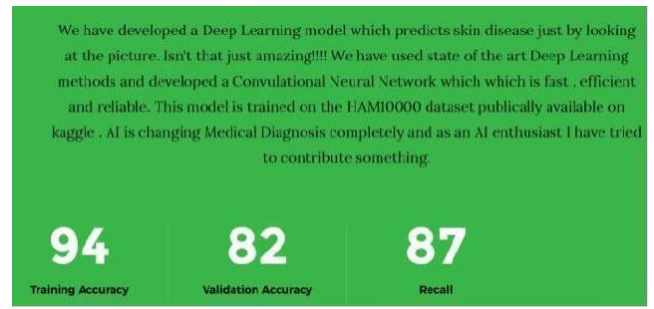 We have developed a Deep Learning model which predicts skin disease just by looking
at the picture. Isn't that just amazing!!!! We have used state of the art Deep Learning
methods and developed a Convulational Neural Network which which is fast , efficient
and reliable. This model is trained on the HAM10000 dataset publically available on
kaggle . AI is changing Medical Diagnosis completely and as an AI enthusiast I have tried
to contribute something.
94 82 87
Training Accuracy Validation Accuracy Recall